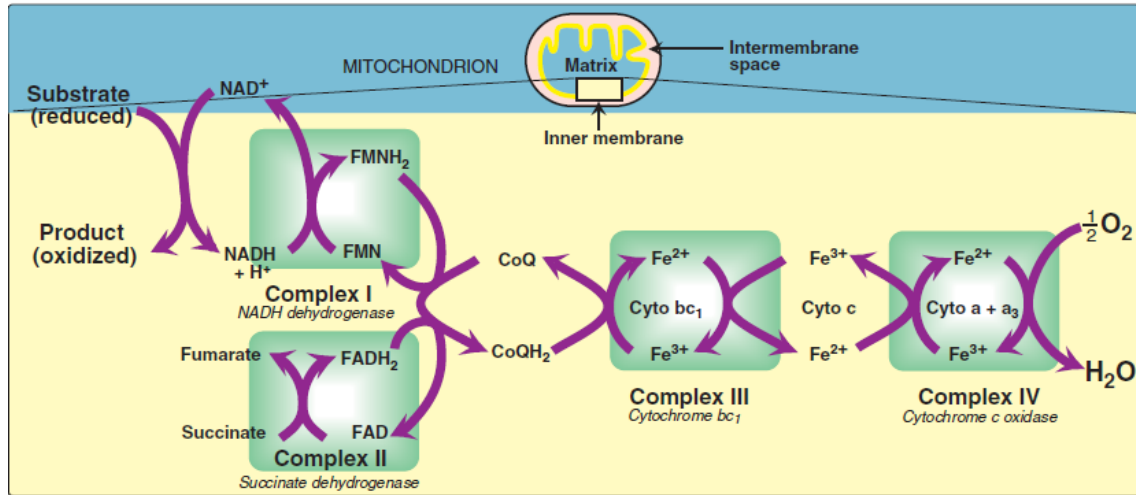 MITOCHONDRION
Matrix
Intermembrane
space
Inner membrane
Substrate
(reduced)
NAD⁺
Product
(oxidized)
NADH
+ H⁺
FMNH₂
FMN
Complex I
NADH dehydrogenase
Fumarate
FADH₂
Succinate
FAD
Complex II
Succinate dehydrogenase
CoQ
CoQH₂
Fe²⁺
Cyto bc₁
Fe³⁺
Complex III
Cytochrome bc₁
Fe³⁺
Cyto c
Fe²⁺
Fe²⁺
Cyto a + a₃
Fe³⁺
Complex IV
Cytochrome c oxidase
½O₂
H₂O